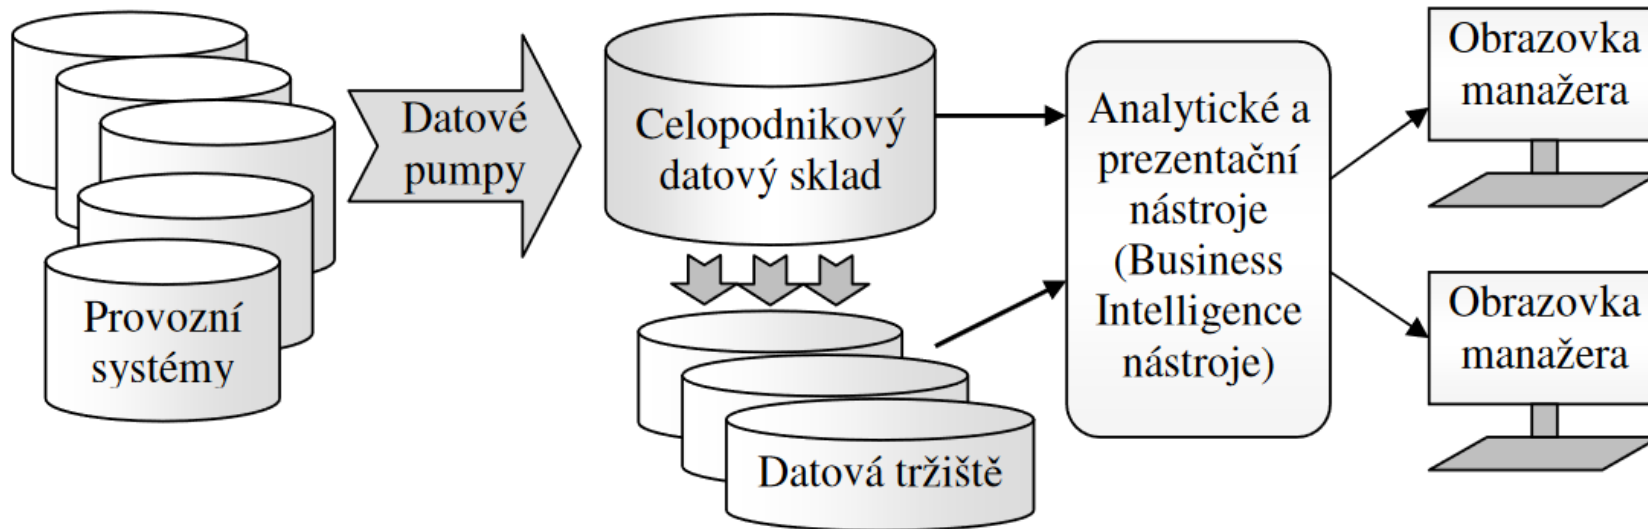 Provozní
systémy
Datové
pumpy
Celopodnikový
datový sklad
Datová tržiště
Analytické a
prezentační
nástroje
(Business
Intelligence
nástroje)
Obrazovka
manažera
Obrazovka
manažera